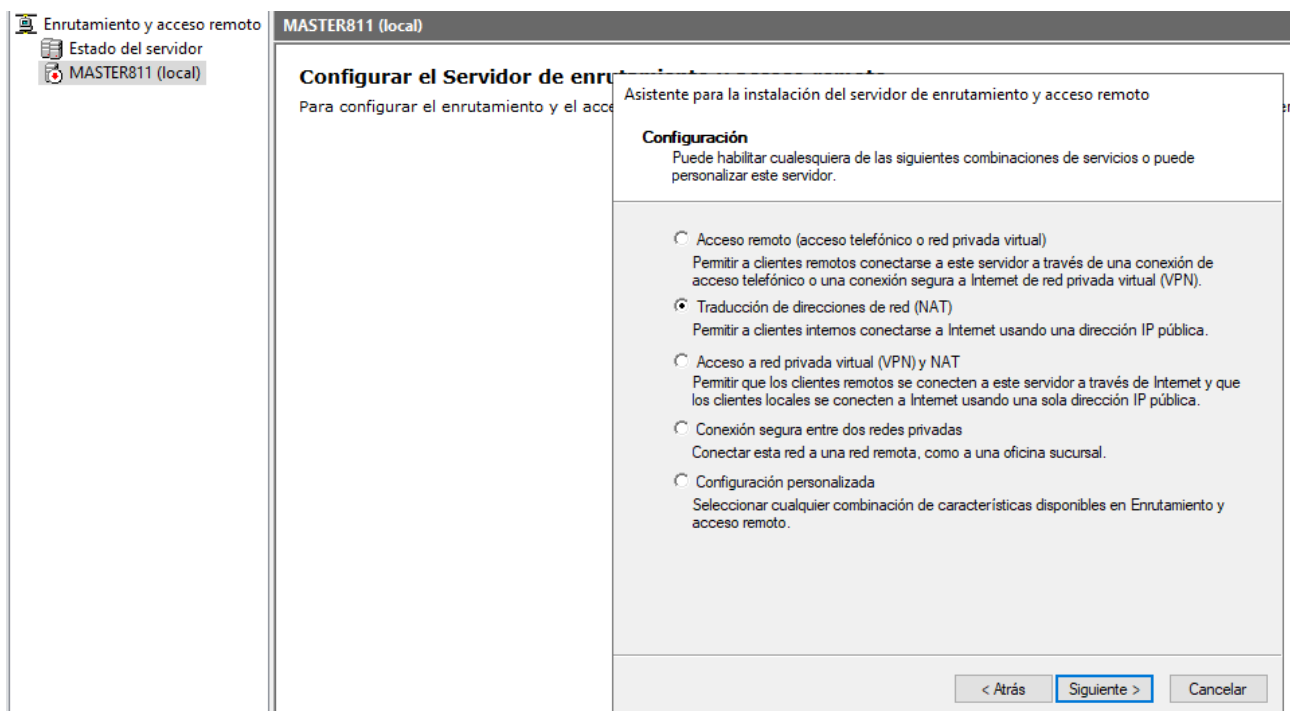 Enrutamiento y acceso remoto
Estado del servidor
MASTER811 (local)
MASTER811 (local)
Configurar el Servidor de
Para configurar el enrutamiento y el
Asistente para la instalación del servidor de enrutamiento y acceso remoto
Configuración
Puede habilitar cualesquiera de las siguientes combinaciones de servicios o puede
personalizar este servidor.
Acceso remoto (acceso telefónico o red privada virtual)
Permitir a clientes remotos conectarse a este servidor a través de una conexión de
acceso telefónico o una conexión segura a Internet de red privada virtual (VPN).
Traducción de direcciones de red (NAT)
Permitir a clientes internos conectarse a Internet usando una dirección IP pública.
Acceso a red privada virtual (VPN) y NAT
Permitir que los clientes remotos se conecten a este servidor a través de Internet y que
los clientes locales se conecten a Internet usando una sola dirección IP pública.
Conexión segura entre dos redes privadas
Conectar esta red a una red remota, como a una oficina sucursal.
Configuración personalizada
Seleccionar cualquier combinación de características disponibles en Enrutamiento y
acceso remoto.
< Atrás
Siguiente >
Cancelar